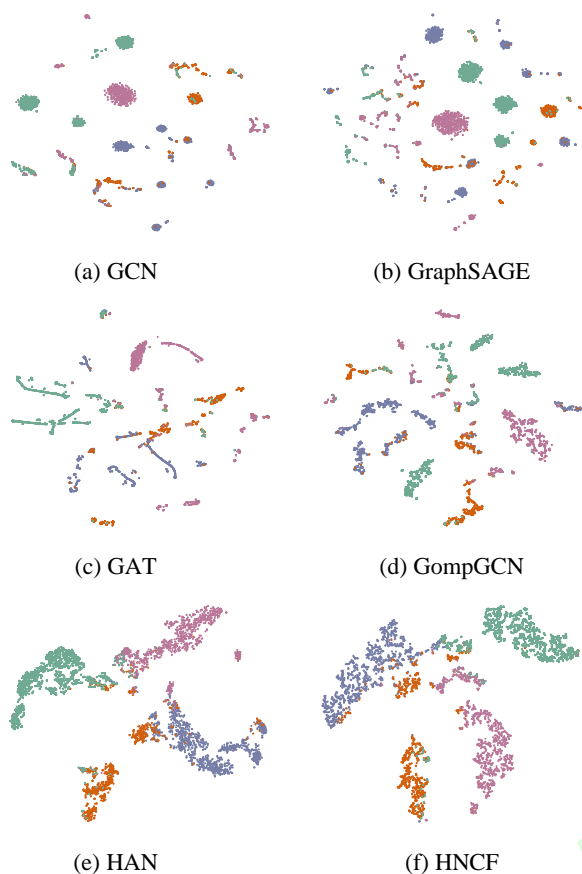 (a) GCN
(b) GraphSAGE
(c) GAT
(d) GompGCN
(e) HAN
(f) HNCF